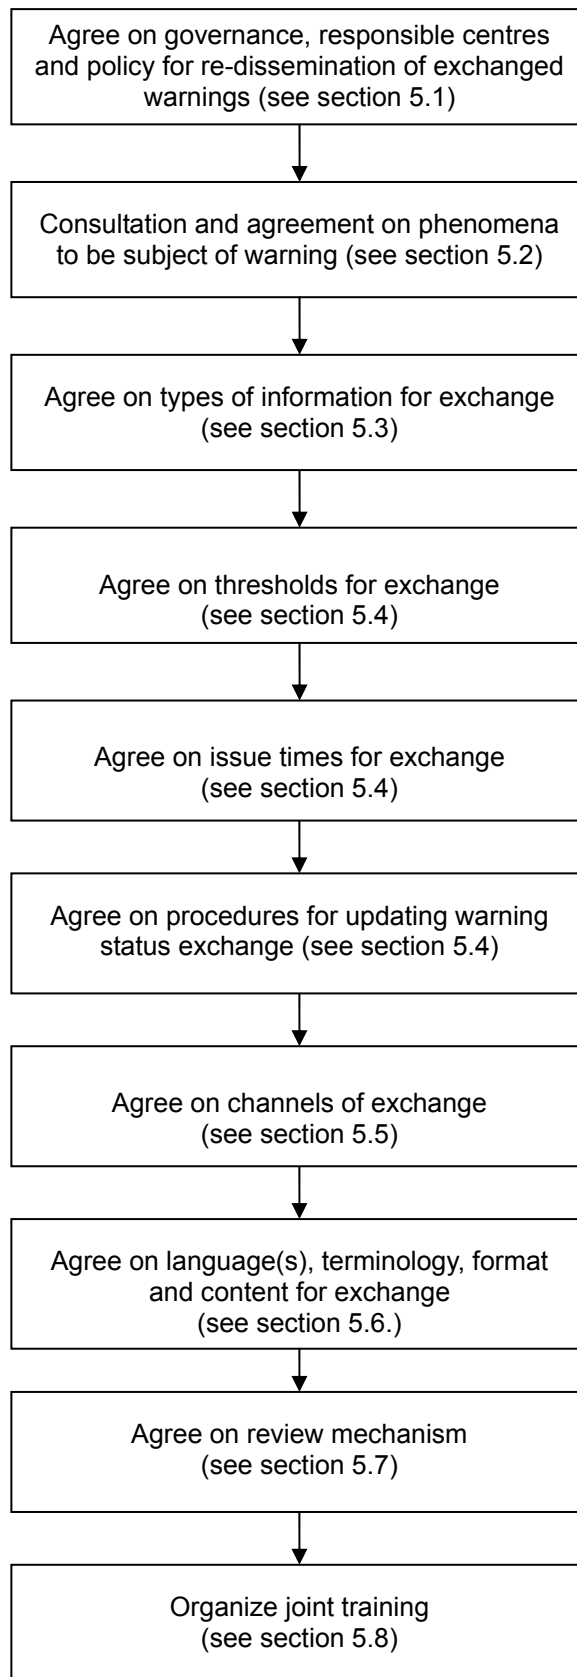 Agree on governance, responsible centres
and policy for re-dissemination of exchanged
warnings (see section 5.1)
Consultation and agreement on phenomena
to be subject of warning (see section 5.2)
Agree on types of information for exchange
(see section 5.3)
Agree on thresholds for exchange
(see section 5.4)
Agree on issue times for exchange
(see section 5.4)
Agree on procedures for updating warning
status exchange (see section 5.4)
Agree on channels of exchange
(see section 5.5)
Agree on language(s), terminology, format
and content for exchange
(see section 5.6.)
Agree on review mechanism
(see section 5.7)
Organize joint training
(see section 5.8)